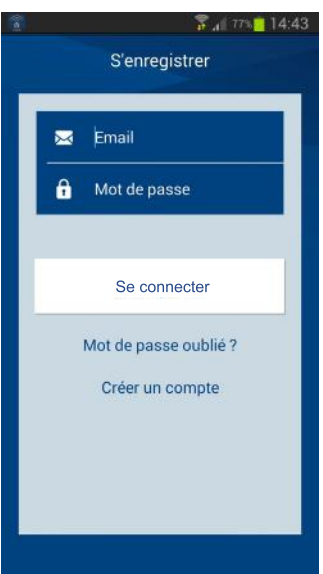 77% 14:43
S'enregistrer
Email
Mot de passe
Se connecter
Mot de passe oublié ?
Créer un compte